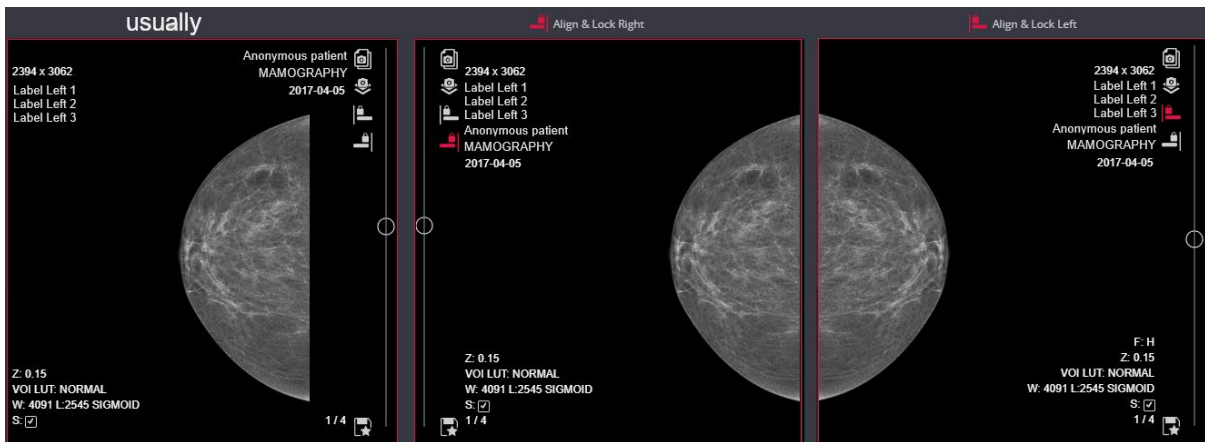 usually
Align & Lock Right
Align & Lock Left
Anonymous patient
MAMOGRAPHY
2017-04-05
2394 x 3062
Label Left 1
Label Left 2
Label Left 3
Z: 0.15
VOI LUT: NORMAL
W: 4091 L:2545 SIGMOID
S:
1 / 4
2394 x 3062
Label Left 1
Label Left 2
Label Left 3
Anonymous patient
MAMOGRAPHY
2017-04-05
Z: 0.15
VOI LUT: NORMAL
W: 4091 L:2545 SIGMOID
S:
1 / 4
2394 x 3062
Label Left 1
Label Left 2
Label Left 3
Anonymous patient
MAMOGRAPHY
2017-04-05
F: H
Z: 0.15
VOI LUT: NORMAL
W: 4091 L:2545 SIGMOID
S:
1 / 4